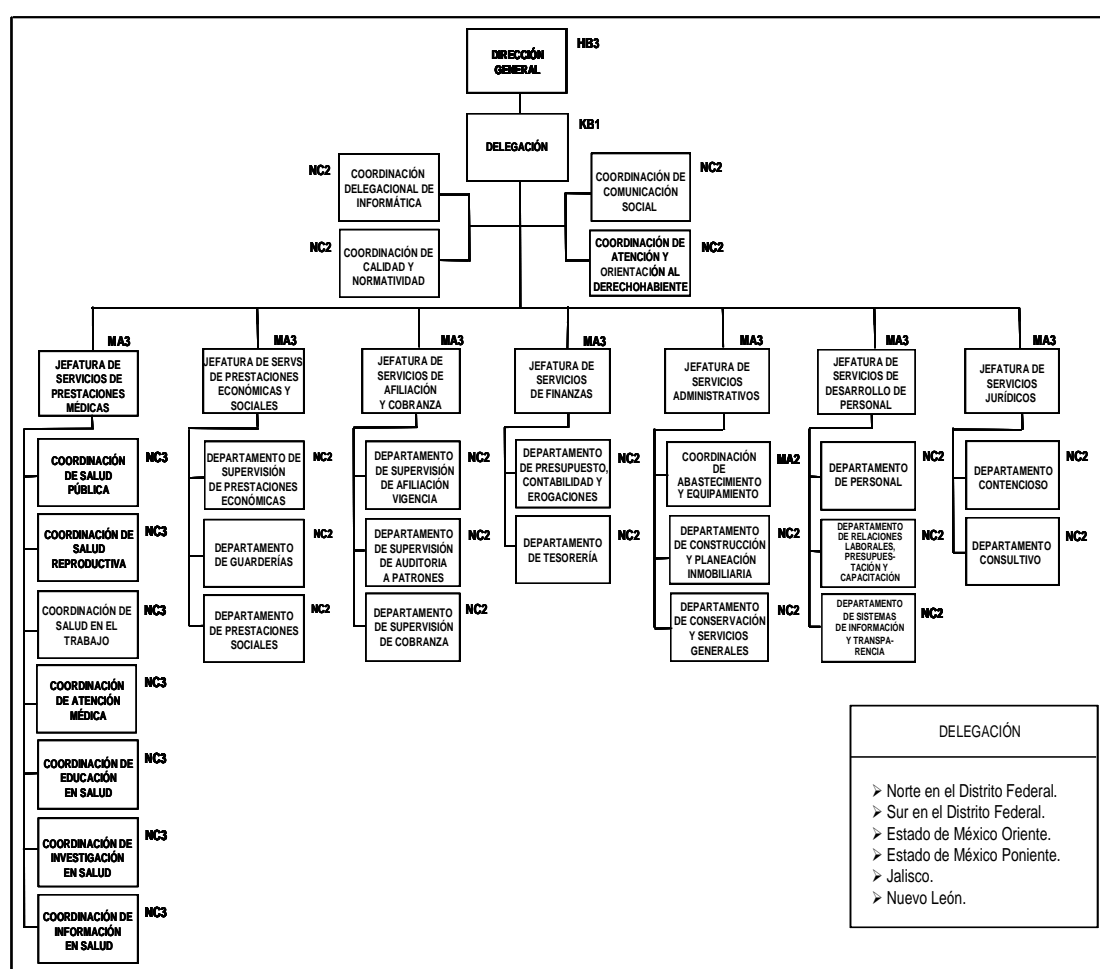 HB3
DIRECCIÓN
GENERAL
KB1
DELEGACIÓN
NC2
COORDINACIÓN
DELEGACIONAL DE
INFORMÁTICA
NC2
COORDINACIÓN DE
COMUNICACIÓN
SOCIAL
NC2
COORDINACIÓN DE
CALIDAD Y
NORMATIVIDAD
NC2
COORDINACIÓN DE
ATENCIÓN Y
ORIENTACIÓN AL
DERECHOHABIENTE
MA3
JEFATURA DE
SERVICIOS DE
PRESTACIONES
MÉDICAS
NC3
COORDINACIÓN
DE SALUD
PÚBLICA
NC3
COORDINACIÓN DE
SALUD
REPRODUCTIVA
NC3
COORDINACIÓN DE
SALUD EN EL
TRABAJO
NC3
COORDINACIÓN
DE ATENCIÓN
MÉDICA
NC3
COORDINACIÓN DE
EDUCACIÓN
EN SALUD
NC3
COORDINACIÓN DE
INVESTIGACIÓN
EN SALUD
NC3
COORDINACIÓN DE
INFORMACIÓN
EN SALUD
MA3
JEFATURA DE SERVS
DE PRESTACIONES
ECONÓMICAS Y
SOCIALES
NC2
DEPARTAMENTO DE
SUPERVISIÓN
DE PRESTACIONES
ECONÓMICAS
NC2
DEPARTAMENTO
DE GUARDERÍAS
NC2
DEPARTAMENTO
DE PRESTACIONES
SOCIALES
MA3
JEFATURA DE
SERVICIOS DE
AFILIACIÓN
Y COBRANZA
NC2
DEPARTAMENTO
DE SUPERVISIÓN
DE AFILIACIÓN
VIGENCIA
NC2
DEPARTAMENTO
DE SUPERVISIÓN
DE AUDITORIA
A PATRONES
NC2
DEPARTAMENTO
DE SUPERVISIÓN
DE COBRANZA
MA3
JEFATURA DE
SERVICIOS
DE FINANZAS
NC2
DEPARTAMENTO
DE PRESUPUESTO,
CONTABILIDAD Y
EROGACIONES
NC2
DEPARTAMENTO
DE TESORERÍA
MA3
JEFATURA DE
SERVICIOS
ADMINISTRATIVOS
MA2
COORDINACIÓN
DE
ABASTECIMIENTO
Y EQUIPAMIENTO
NC2
DEPARTAMENTO
DE CONSTRUCCIÓN
Y PLANEACIÓN
INMOBILIARIA
NC2
DEPARTAMENTO
DE CONSERVACIÓN
Y SERVICIOS
GENERALES
MA3
JEFATURA DE
SERVICIOS DE
DESARROLLO DE
PERSONAL
NC2
DEPARTAMENTO
DE PERSONAL
NC2
DEPARTAMENTO
DE RELACIONES
LABORALES,
PRESUPUES-
TACIÓN Y
CAPACITACIÓN
NC2
DEPARTAMENTO
DE SISTEMAS
DE INFORMACIÓN
Y TRANSPA-
RENCIA
MA3
JEFATURA DE
SERVICIOS
JURÍDICOS
NC2
DEPARTAMENTO
CONTENCIOSO
NC2
DEPARTAMENTO
CONSULTIVO
DELEGACIÓN
➢ Norte en el Distrito Federal.
➢ Sur en el Distrito Federal.
➢ Estado de México Oriente.
➢ Estado de México Poniente.
➢ Jalisco.
➢ Nuevo León.